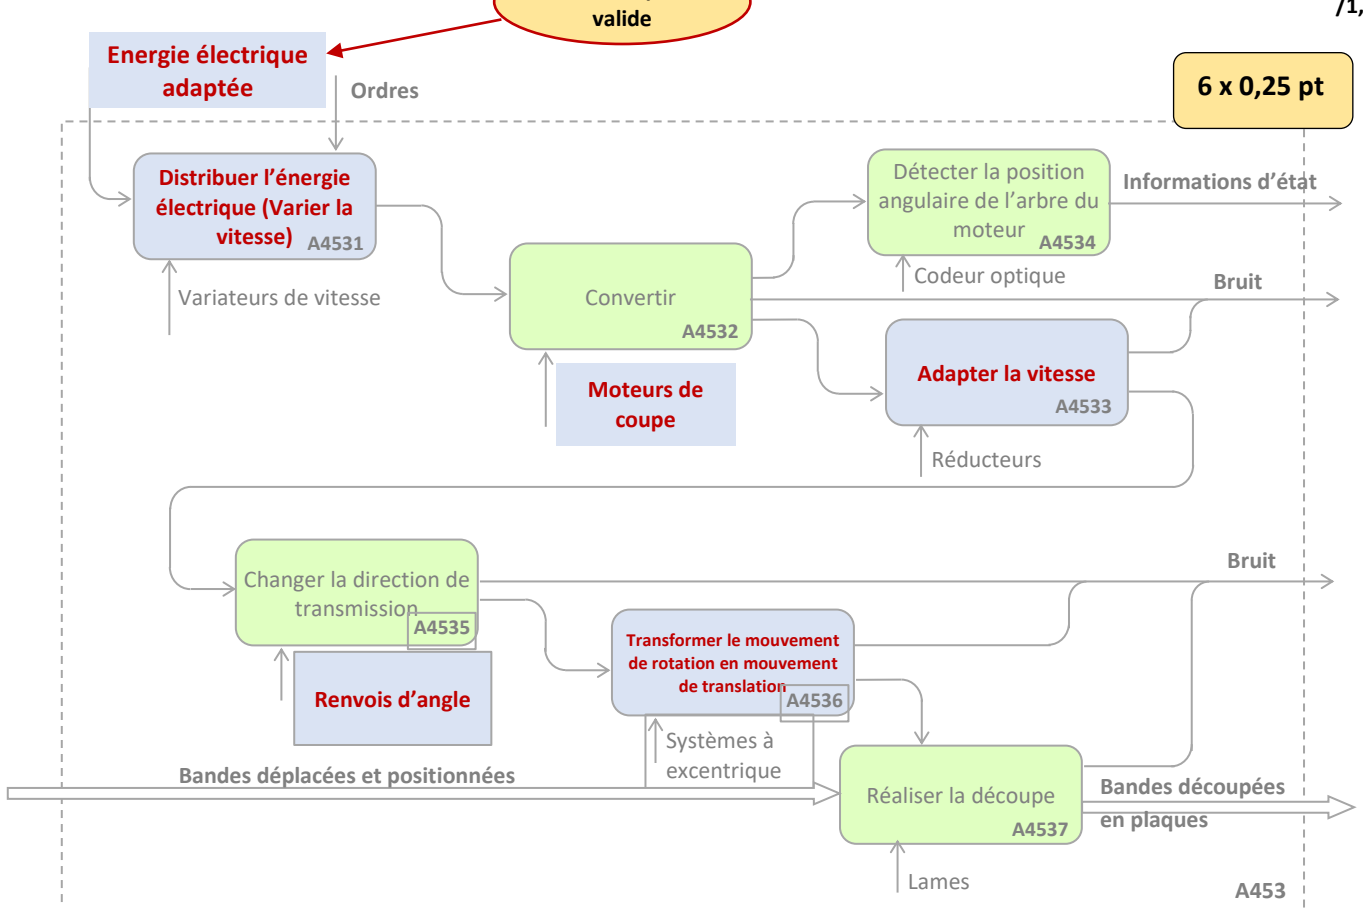 valide
/1,
Energie électrique
adaptée
Ordres
6 x 0,25 pt
Distribuer l’énergie
électrique (Varier la
vitesse)
A4531
Variateurs de vitesse
Détecter la position
angulaire de l’arbre du
moteur
A4534
Informations d’état
Codeur optique
Convertir
A4532
Bruit
Moteurs de
coupe
Adapter la vitesse
A4533
Réducteurs
Changer la direction de
transmission
A4535
Bruit
Renvois d’angle
Transformer le mouvement
de rotation en mouvement
de translation
A4536
Systèmes à
excentrique
Bandes déplacées et positionnées
Réaliser la découpe
A4537
Bandes découpées
en plaques
Lames
A453